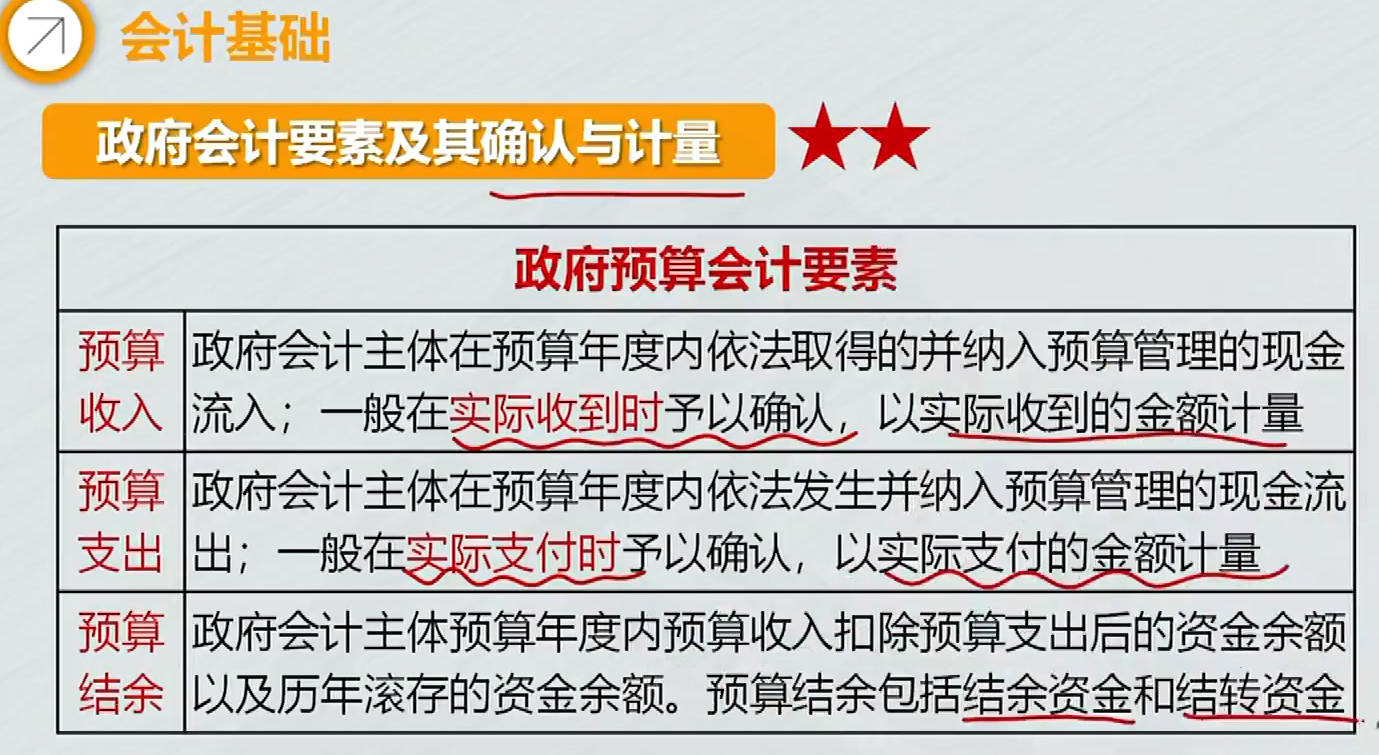 会计基础
政府会计要素及其确认与计量
政府预算会计要素
预算
收入
政府会计主体在预算年度内依法取得的并纳入预算管理的现金
流入；一般在实际收到时予以确认，以实际收到的金额计量
预算
支出
政府会计主体在预算年度内依法发生并纳入预算管理的现金流
出；一般在实际支付时予以确认，以实际支付的金额计量
预算
结余
政府会计主体预算年度内预算收入扣除预算支出后的资金余额
以及历年滚存的资金余额。预算结余包括结余资金和结转资金